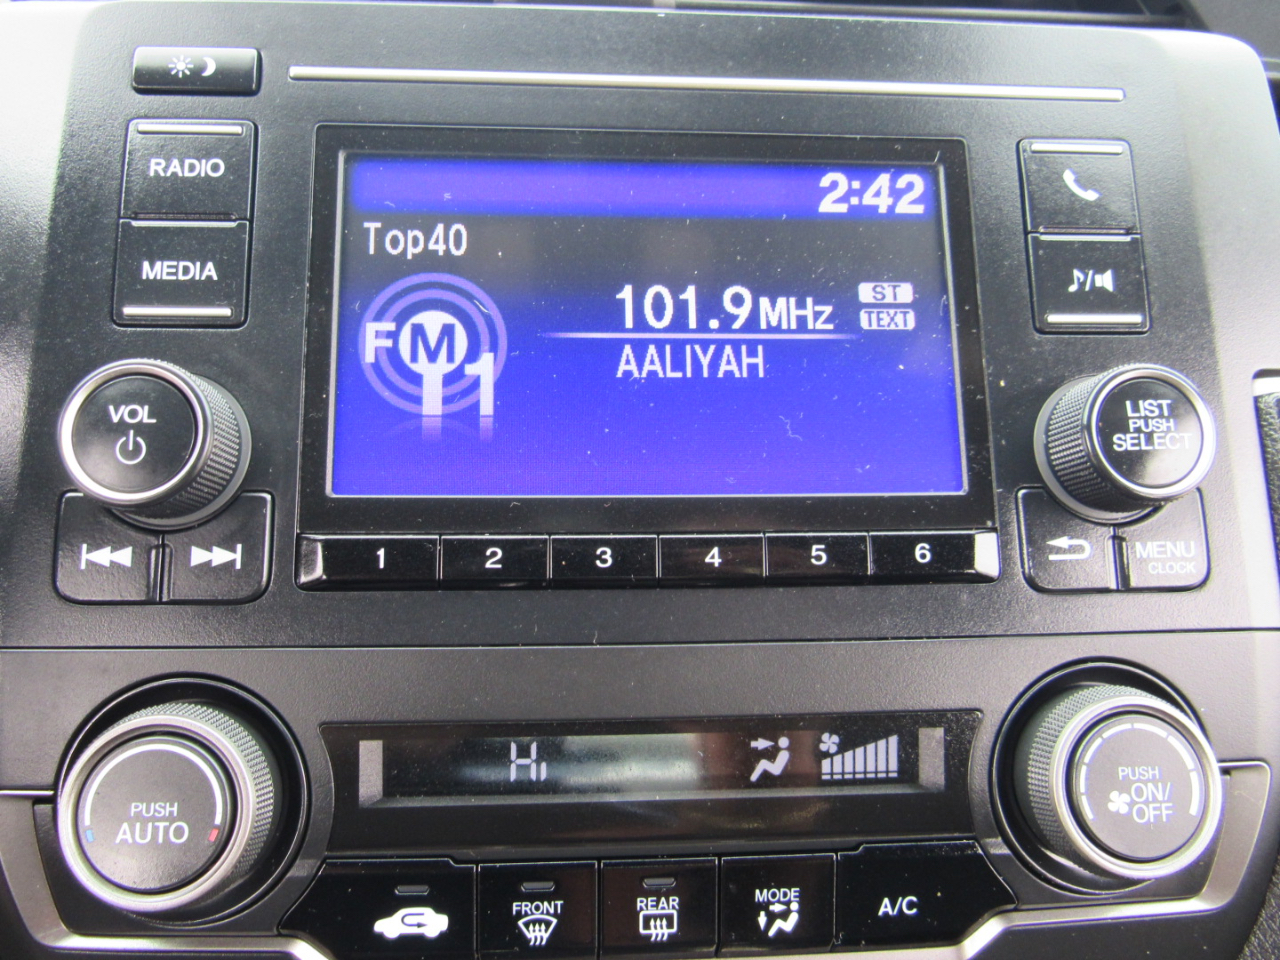 RADIO
MEDIA
VOL
2:42
Top40
FM 1
101.9MHz
ST
TEXT
AALIYAH
LIST
PUSH
SELECT
1 2 3 4 5 6
MENU
CLOCK
PUSH
AUTO
Hi
PUSH
ON/
OFF
FRONT
REAR
MODE
A/C